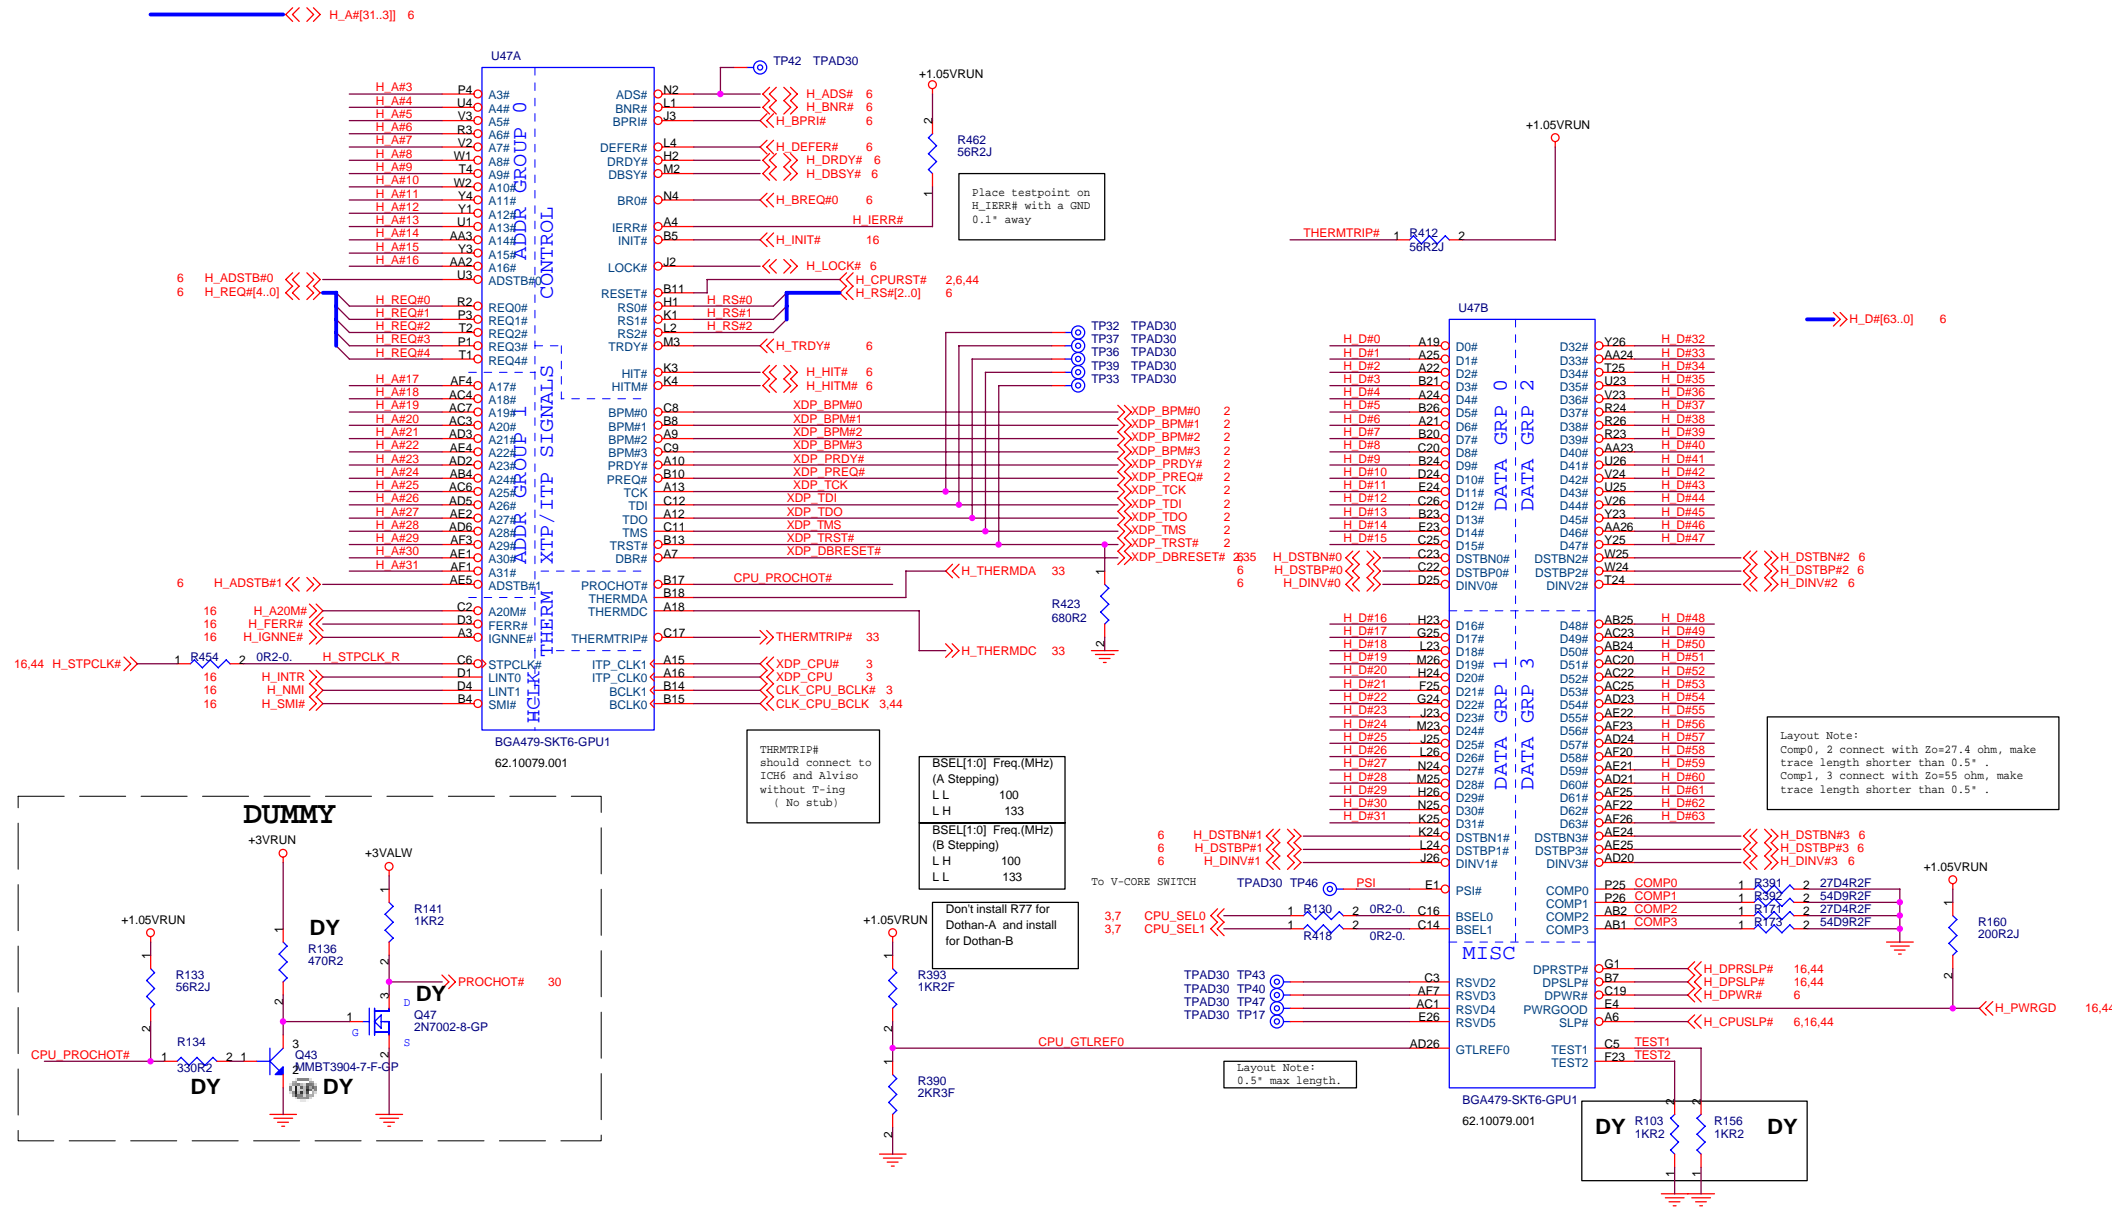 H_A#[31..3]] 6
U47A
TP42 TPAD30
+1.05VRUN
R462
56R2J
Place testpoint on
H_IERR# with a GND
0.1" away
H_A#3 P4 A3#
H_A#4 U4 A4#
H_A#5 V3 A5#
H_A#6 R3 A6#
H_A#7 V2 A7#
H_A#8 W1 A8#
H_A#9 T4 A9#
H_A#10 W2 A10#
H_A#11 Y4 A11#
H_A#12 Y1 A12#
H_A#13 U1 A13#
H_A#14 AA3 A14#
H_A#15 Y3 A15#
H_A#16 AA2 A16#
6 H_ADSTB#0 U3 ADSTB#0
6 H_REQ#[4..0]
H_REQ#0 R2 REQ0#
H_REQ#1 P3 REQ1#
H_REQ#2 T2 REQ2#
H_REQ#3 P1 REQ3#
H_REQ#4 T1 REQ4#
H_A#17 AF4 A17#
H_A#18 AC4 A18#
H_A#19 AC7 A19#
H_A#20 AC3 A20#
H_A#21 AD3 A21#
H_A#22 AE4 A22#
H_A#23 AD2 A23#
H_A#24 AB4 A24#
H_A#25 AC6 A25#
H_A#26 AD5 A26#
H_A#27 AE2 A27#
H_A#28 AD6 A28#
H_A#29 AF3 A29#
H_A#30 AE1 A30#
H_A#31 AF1 A31#
6 H_ADSTB#1 AE5 ADSTB#1
16 H_A20M# C2 A20M#
16 H_FERR# D3 FERR#
16 H_IGNNE# A3 IGNNE#
16,44 H_STPCLK# 1 R454 2 0R2-0. H_STPCLK_R C6 STPCLK#
16 H_INTR D1 LINT0
16 H_NMI D4 LINT1
16 H_SMI# B4 SMI#
ADDR GROUP 0
CONTROL
ADDR GROUP 1
XTP/ITP SIGNALS
THERM
HCLK
ADS# N2 H_ADS# 6
BNR# L1 H_BNR# 6
BPRI# J3 H_BPRI# 6
DEFER# L4 H_DEFER# 6
DRDY# H2 H_DRDY# 6
DBSY# M2 H_DBSY# 6
BR0# N4 H_BREQ#0 6
IERR# A4 H_IERR#
INIT# B5 H_INIT# 16
LOCK# J2 H_LOCK# 6
RESET# B11 H_CPURST# 2,6,44
H_RS#[2..0] 6
RS0# H1 H_RS#0
RS1# K1 H_RS#1
RS2# L2 H_RS#2
TRDY# M3 H_TRDY# 6
HIT# K3 H_HIT# 6
HITM# K4 H_HITM# 6
TP32 TPAD30
TP37 TPAD30
TP36 TPAD30
TP39 TPAD30
TP33 TPAD30
BPM#0 C8 XDP_BPM#0 XDP_BPM#0 2
BPM#1 B8 XDP_BPM#1 XDP_BPM#1 2
BPM#2 A9 XDP_BPM#2 XDP_BPM#2 2
BPM#3 C9 XDP_BPM#3 XDP_BPM#3 2
PRDY# A10 XDP_PRDY# XDP_PRDY# 2
PREQ# B10 XDP_PREQ# XDP_PREQ# 2
TCK A13 XDP_TCK XDP_TCK 2
TDI C12 XDP_TDI XDP_TDI 2
TDO A12 XDP_TDO XDP_TDO 2
TMS C11 XDP_TMS XDP_TMS 2
TRST# B13 XDP_TRST# XDP_TRST# 2
DBR# A7 XDP_DBRESET# XDP_DBRESET#
PROCHOT# B17 CPU_PROCHOT#
THERMDA B18 H_THERMDA 33
THERMDC A18 H_THERMDC 33
THERMTRIP# C17 THERMTRIP# 33
1 R423 680R2 2
ITP_CLK1 A15 XDP_CPU# 3
ITP_CLK0 A16 XDP_CPU 3
BCLK1 B14 CLK_CPU_BCLK# 3
BCLK0 B15 CLK_CPU_BCLK 3,44
BGA479-SKT6-GPU1
62.10079.001
THRMTRIP#
should connect to
ICH6 and Alviso
without T-ing
( No stub)
BSEL[1:0] Freq.(MHz)
(A Stepping)
L L 100
L H 133
BSEL[1:0] Freq.(MHz)
(B Stepping)
L H 100
L L 133
Don't install R77 for
Dothan-A and install
for Dothan-B
+1.05VRUN
THERMTRIP# 1 R412 2
56R2J
U47B
H_D#[63..0] 6
H_D#0 A19 D0#
H_D#1 A25 D1#
H_D#2 A22 D2#
H_D#3 B21 D3#
H_D#4 A24 D4#
H_D#5 B26 D5#
H_D#6 A21 D6#
H_D#7 B20 D7#
H_D#8 C20 D8#
H_D#9 B24 D9#
H_D#10 D24 D10#
H_D#11 E24 D11#
H_D#12 C26 D12#
H_D#13 B23 D13#
H_D#14 E23 D14#
H_D#15 C25 D15#
H_DSTBN#0 C23 DSTBN0#
6 H_DSTBP#0 C22 DSTBP0#
6 H_DINV#0 D25 DINV0#
H_D#16 H23 D16#
H_D#17 G25 D17#
H_D#18 L23 D18#
H_D#19 M26 D19#
H_D#20 H24 D20#
H_D#21 F25 D21#
H_D#22 G24 D22#
H_D#23 J23 D23#
H_D#24 M23 D24#
H_D#25 J25 D25#
H_D#26 L26 D26#
H_D#27 N24 D27#
H_D#28 M25 D28#
H_D#29 H26 D29#
H_D#30 N25 D30#
H_D#31 K25 D31#
6 H_DSTBN#1 K24 DSTBN1#
6 H_DSTBP#1 L24 DSTBP1#
6 H_DINV#1 J26 DINV1#
To V-CORE SWITCH
TPAD30 TP46 PSI E1 PSI#
3,7 CPU_SEL0 1 R130 2 0R2-0. C16 BSEL0
3,7 CPU_SEL1 R418 0R2-0. C14 BSEL1
TPAD30 TP43 C3 RSVD2
TPAD30 TP40 AF7 RSVD3
TPAD30 TP47 AC1 RSVD4
TPAD30 TP17 E26 RSVD5
CPU_GTLREF0 AD26 GTLREF0
DATA GRP 0
DATA GRP 2
DATA GRP 1
DATA GRP 3
MISC
D32# Y26 H_D#32
D33# AA24 H_D#33
D34# T25 H_D#34
D35# U23 H_D#35
D36# V23 H_D#36
D37# R24 H_D#37
D38# R26 H_D#38
D39# R23 H_D#39
D40# AA23 H_D#40
D41# U26 H_D#41
D42# V24 H_D#42
D43# U25 H_D#43
D44# V26 H_D#44
D45# Y23 H_D#45
D46# AA26 H_D#46
D47# Y25 H_D#47
DSTBN2# W25 H_DSTBN#2 6
DSTBP2# W24 H_DSTBP#2 6
DINV2# T24 H_DINV#2 6
D48# AB25 H_D#48
D49# AC23 H_D#49
D50# AB24 H_D#50
D51# AC20 H_D#51
D52# AC22 H_D#52
D53# AC25 H_D#53
D54# AD23 H_D#54
D55# AE22 H_D#55
D56# AF23 H_D#56
D57# AD24 H_D#57
D58# AF20 H_D#58
D59# AE21 H_D#59
D60# AD21 H_D#60
D61# AF25 H_D#61
D62# AF22 H_D#62
D63# AF26 H_D#63
DSTBN3# AE24 H_DSTBN#3 6
DSTBP3# AE25 H_DSTBP#3 6
DINV3# AD20 H_DINV#3 6
COMP0 P25 COMP0 1 R391 2 27D4R2F
COMP1 P26 COMP1 1 R392 2 54D9R2F
COMP2 AB2 COMP2 1 R171 2 27D4R2F
COMP3 AB1 COMP3 1 R173 2 54D9R2F
DPRSTP# G1 H_DPRSLP# 16,44
DPSLP# B7 H_DPSLP# 16,44
DPWR# C19 H_DPWR# 6
PWRGOOD E4 H_PWRGD 16,44
SLP# A6 H_CPUSLP# 6,16,44
TEST1 C5 TEST1
TEST2 F23 TEST2
+1.05VRUN
1 R160 200R2J 2
Layout Note:
Comp0, 2 connect with Zo=27.4 ohm, make
trace length shorter than 0.5" .
Comp1, 3 connect with Zo=55 ohm, make
trace length shorter than 0.5" .
BGA479-SKT6-GPU1
62.10079.001
DY R103 1KR2 R156 1KR2 DY
Layout Note:
0.5" max length.
+1.05VRUN
1 R393 1KR2F 2
1 R390 2KR3F 2
DUMMY
+3VRUN
+3VALW
+1.05VRUN
1 R141 1KR2 2
DY
1 R136 470R2 2
1 R133 56R2J 2
PROCHOT# 30
DY
3 D
Q47
2N7002-8-GP
1 G S 2
CPU_PROCHOT# 1 R134 2 1
330R2
DY
3
Q43
MMBT3904-7-F-GP
2
DY